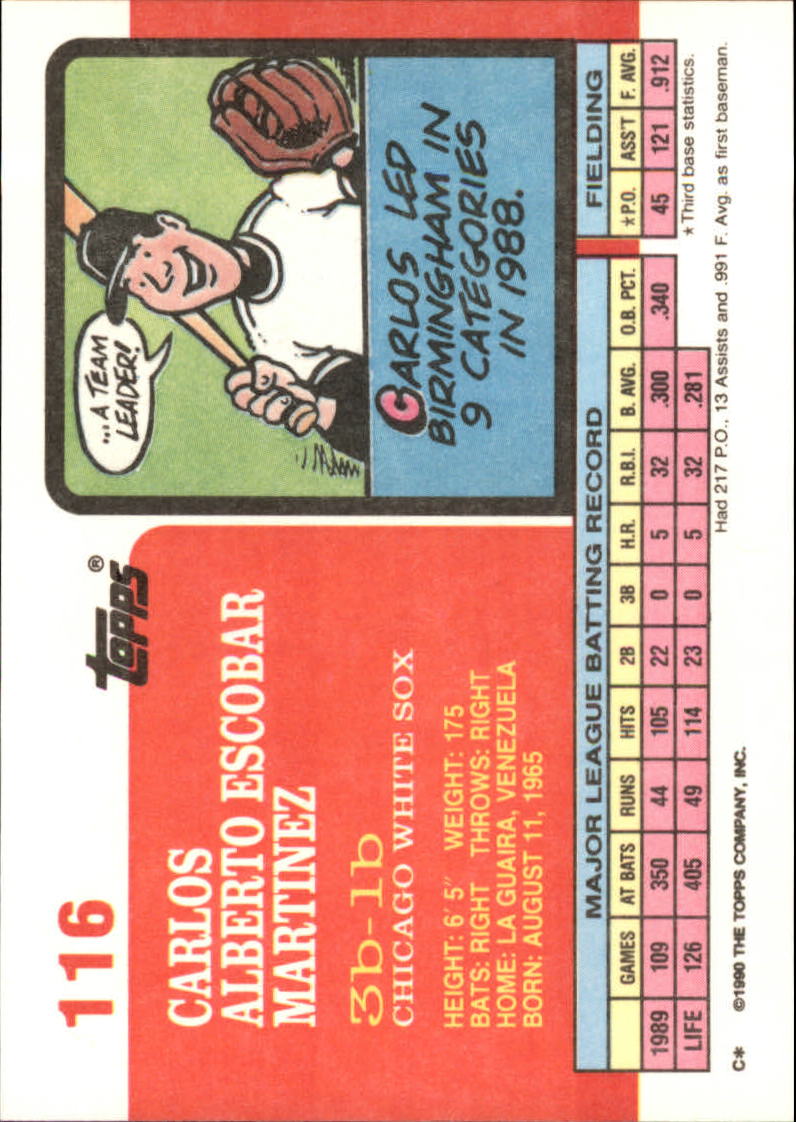 116
Topps®
CARLOS
ALBERTO ESCOBAR
MARTINEZ
3b-1b
CHICAGO WHITE SOX
HEIGHT: 6' 5" WEIGHT: 175
BATS: RIGHT THROWS: RIGHT
HOME: LA GUAIRA, VENEZUELA
BORN: AUGUST 11, 1965
...A TEAM
LEADER!
CARLOS LED
BIRMINGHAM IN
9 CATEGORIES
IN 1988.
MAJOR LEAGUE BATTING RECORD FIELDING
GAMES AT BATS RUNS HITS 2B 3B H.R. R.B.I. B. AVG. O.B. PCT. *P.O. ASS'T F. AVG.
1989 109 350 44 105 22 0 5 32 .300 .340 45 121 .912
LIFE 126 405 49 114 23 0 5 32 .281
*Third base statistics.
Had 217 P.O., 13 Assists and .991 F. Avg. as first baseman.
C* ©1990 THE TOPPS COMPANY, INC.